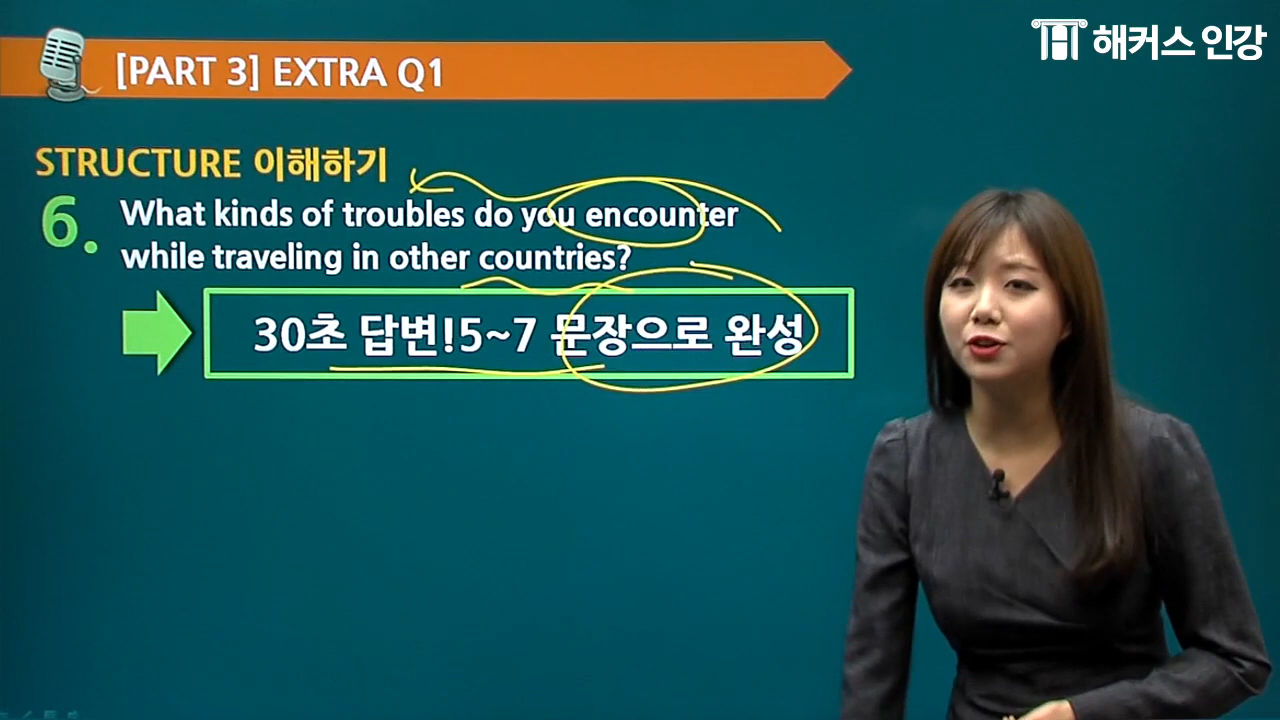 해커스 인강
[PART 3] EXTRA Q1
STRUCTURE 이해하기
6. What kinds of troubles do you encounter
while traveling in other countries?
30초 답변!5~7 문장으로 완성